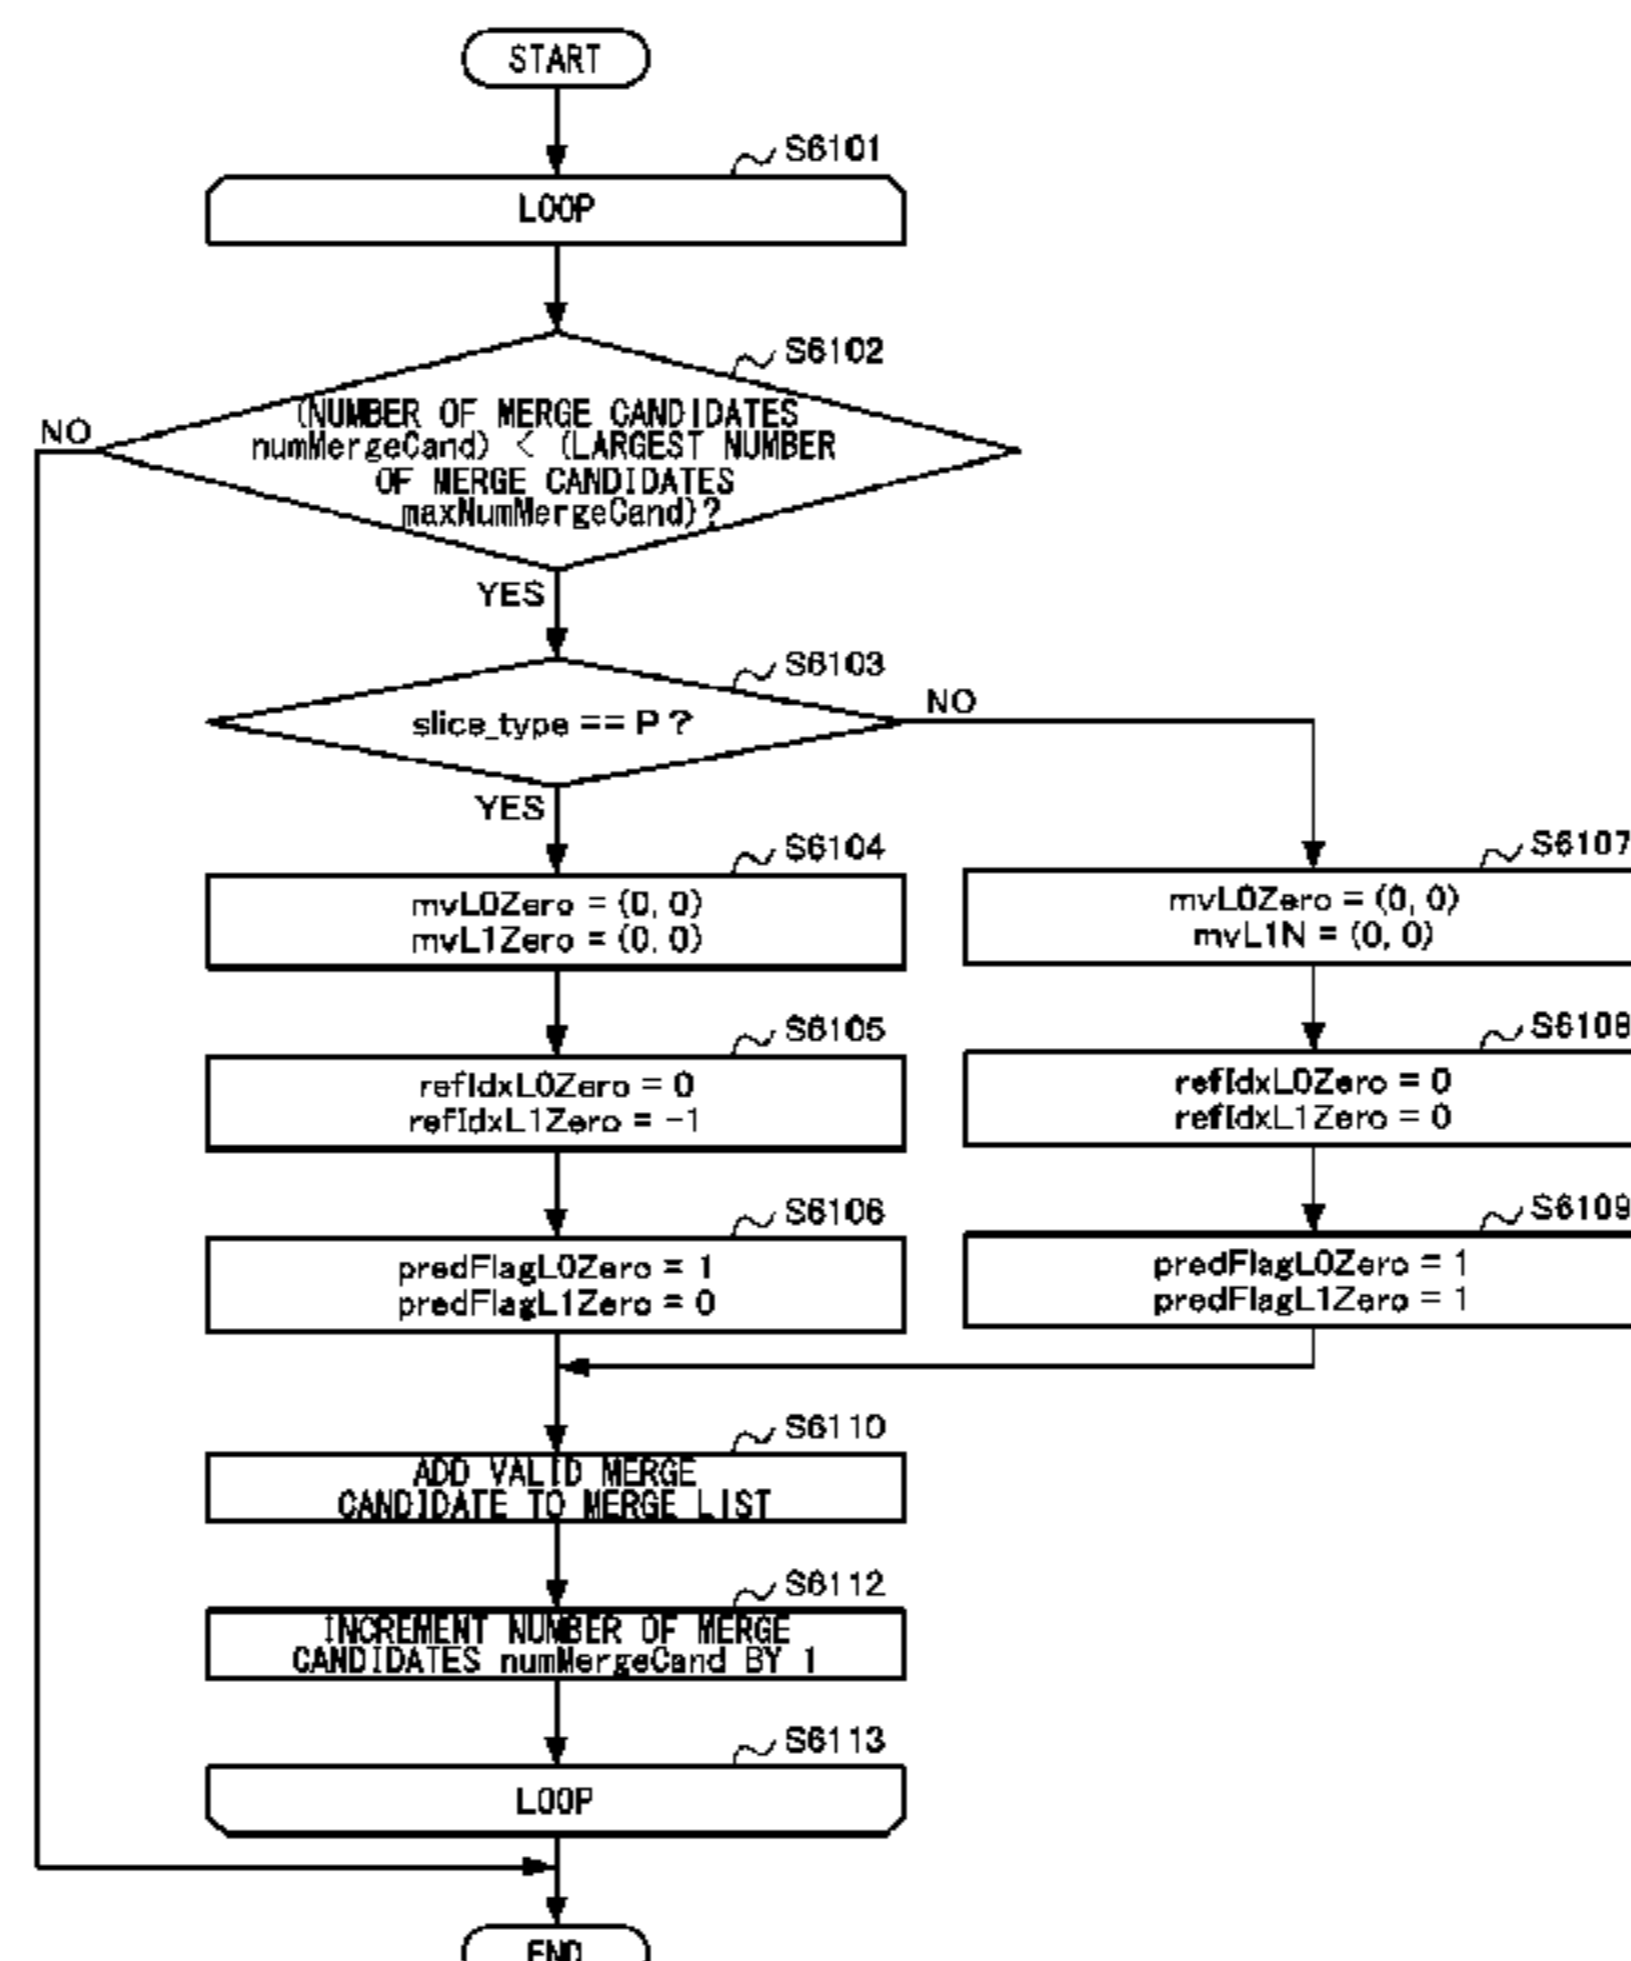 START
S6101
LOOP
S6102
(NUMBER OF MERGE CANDIDATES
numMergeCand) < (LARGEST NUMBER
OF MERGE CANDIDATES
maxNumMergeCand)?
NO
YES
S6103
slice_type == P ?
NO
YES
S6104
mvL0Zero = (0, 0)
mvL1Zero = (0, 0)
S6107
mvL0Zero = (0, 0)
mvL1N = (0, 0)
S6105
refIdxL0Zero = 0
refIdxL1Zero = -1
S6108
refIdxL0Zero = 0
refIdxL1Zero = 0
S6106
predFlagL0Zero = 1
predFlagL1Zero = 0
S6109
predFlagL0Zero = 1
predFlagL1Zero = 1
S6110
ADD VALID MERGE
CANDIDATE TO MERGE LIST
S6112
INCREMENT NUMBER OF MERGE
CANDIDATES numMergeCand BY 1
S6113
LOOP
END